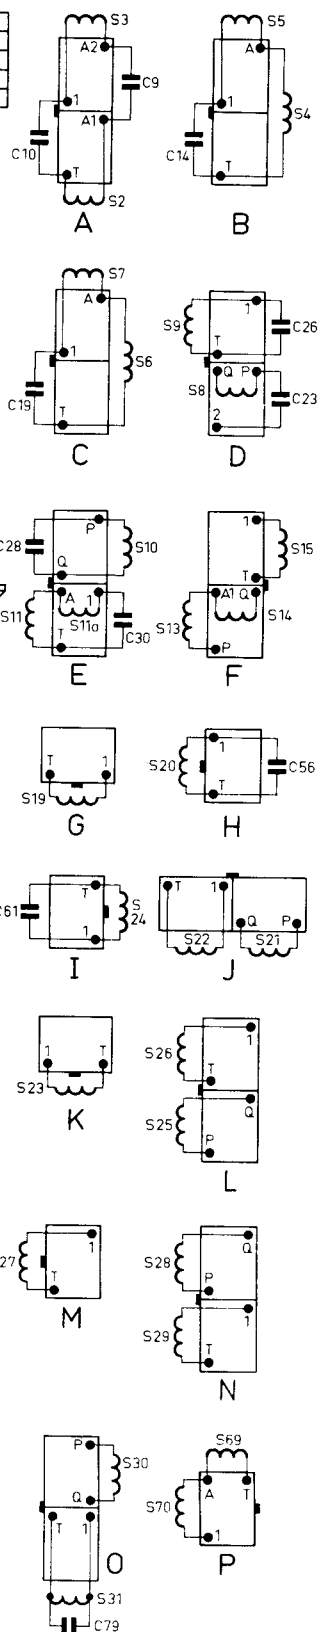 S3 S5
A2 A
C9
1 1
A1 S4
C10 C14
T T
S2
A B
S7
A 1
S9 C26
S6 T
1 Q P
S8
C19 C23
T 2
C D
P 1
C28 S10 S15
Q T
A 1 A1 Q
S11 S11a S13 S14
T C30 P
E F
1
T 1 S20 C56
S19 T
G H
T T 1
C61 S24 Q P
1 S22 S21
I J
1
1 T S26
S23 T
K Q
S25
P
L
1 Q
27 S28
T P
M 1
S29
T
N
P S69
S30
Q A T
T 1 S70
1
O P
S31
C79